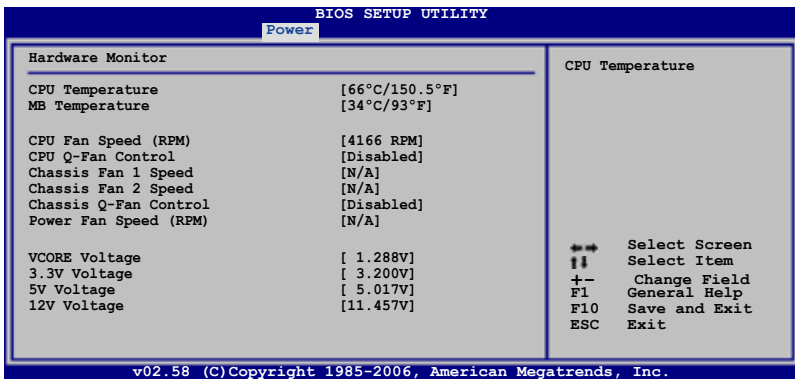 BIOS SETUP UTILITY
Power
Hardware Monitor
CPU Temperature [66°C/150.5°F]
MB Temperature [34°C/93°F]
CPU Fan Speed (RPM) [4166 RPM]
CPU Q-Fan Control [Disabled]
Chassis Fan 1 Speed [N/A]
Chassis Fan 2 Speed [N/A]
Chassis Q-Fan Control [Disabled]
Power Fan Speed (RPM) [N/A]
VCORE Voltage [ 1.288V]
3.3V Voltage [ 3.200V]
5V Voltage [ 5.017V]
12V Voltage [11.457V]
CPU Temperature
←→ Select Screen
↑↓ Select Item
+- Change Field
F1 General Help
F10 Save and Exit
ESC Exit
v02.58 (C)Copyright 1985-2006, American Megatrends, Inc.